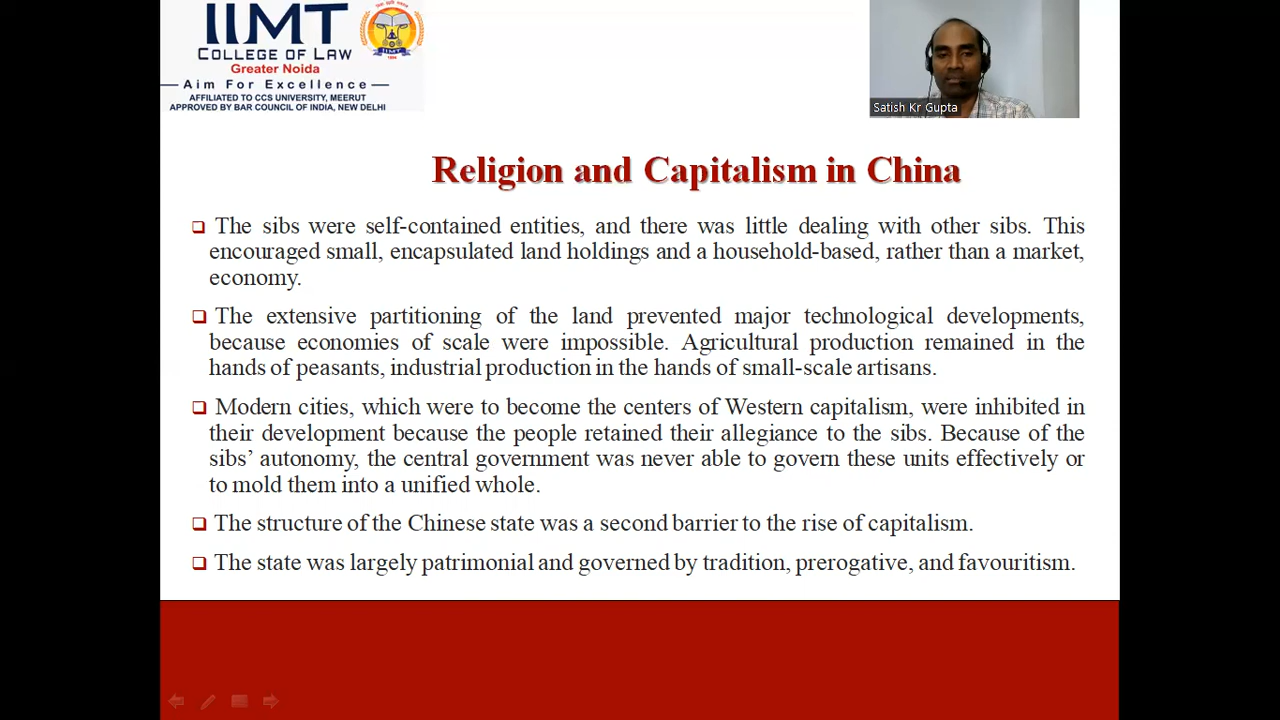 IIMT
COLLEGE OF LAW
Greater Noida
Aim For Excellence
AFFILIATED TO CCS UNIVERSITY, MEERUT
APPROVED BY BAR COUNCIL OF INDIA, NEW DELHI
IIMT
Satish Kr Gupta
Religion and Capitalism in China
The sibs were self-contained entities, and there was little dealing with other sibs. This
encouraged small, encapsulated land holdings and a household-based, rather than a market,
economy.
The extensive partitioning of the land prevented major technological developments,
because economies of scale were impossible. Agricultural production remained in the
hands of peasants, industrial production in the hands of small-scale artisans.
Modern cities, which were to become the centers of Western capitalism, were inhibited in
their development because the people retained their allegiance to the sibs. Because of the
sibs’ autonomy, the central government was never able to govern these units effectively or
to mold them into a unified whole.
The structure of the Chinese state was a second barrier to the rise of capitalism.
The state was largely patrimonial and governed by tradition, prerogative, and favouritism.